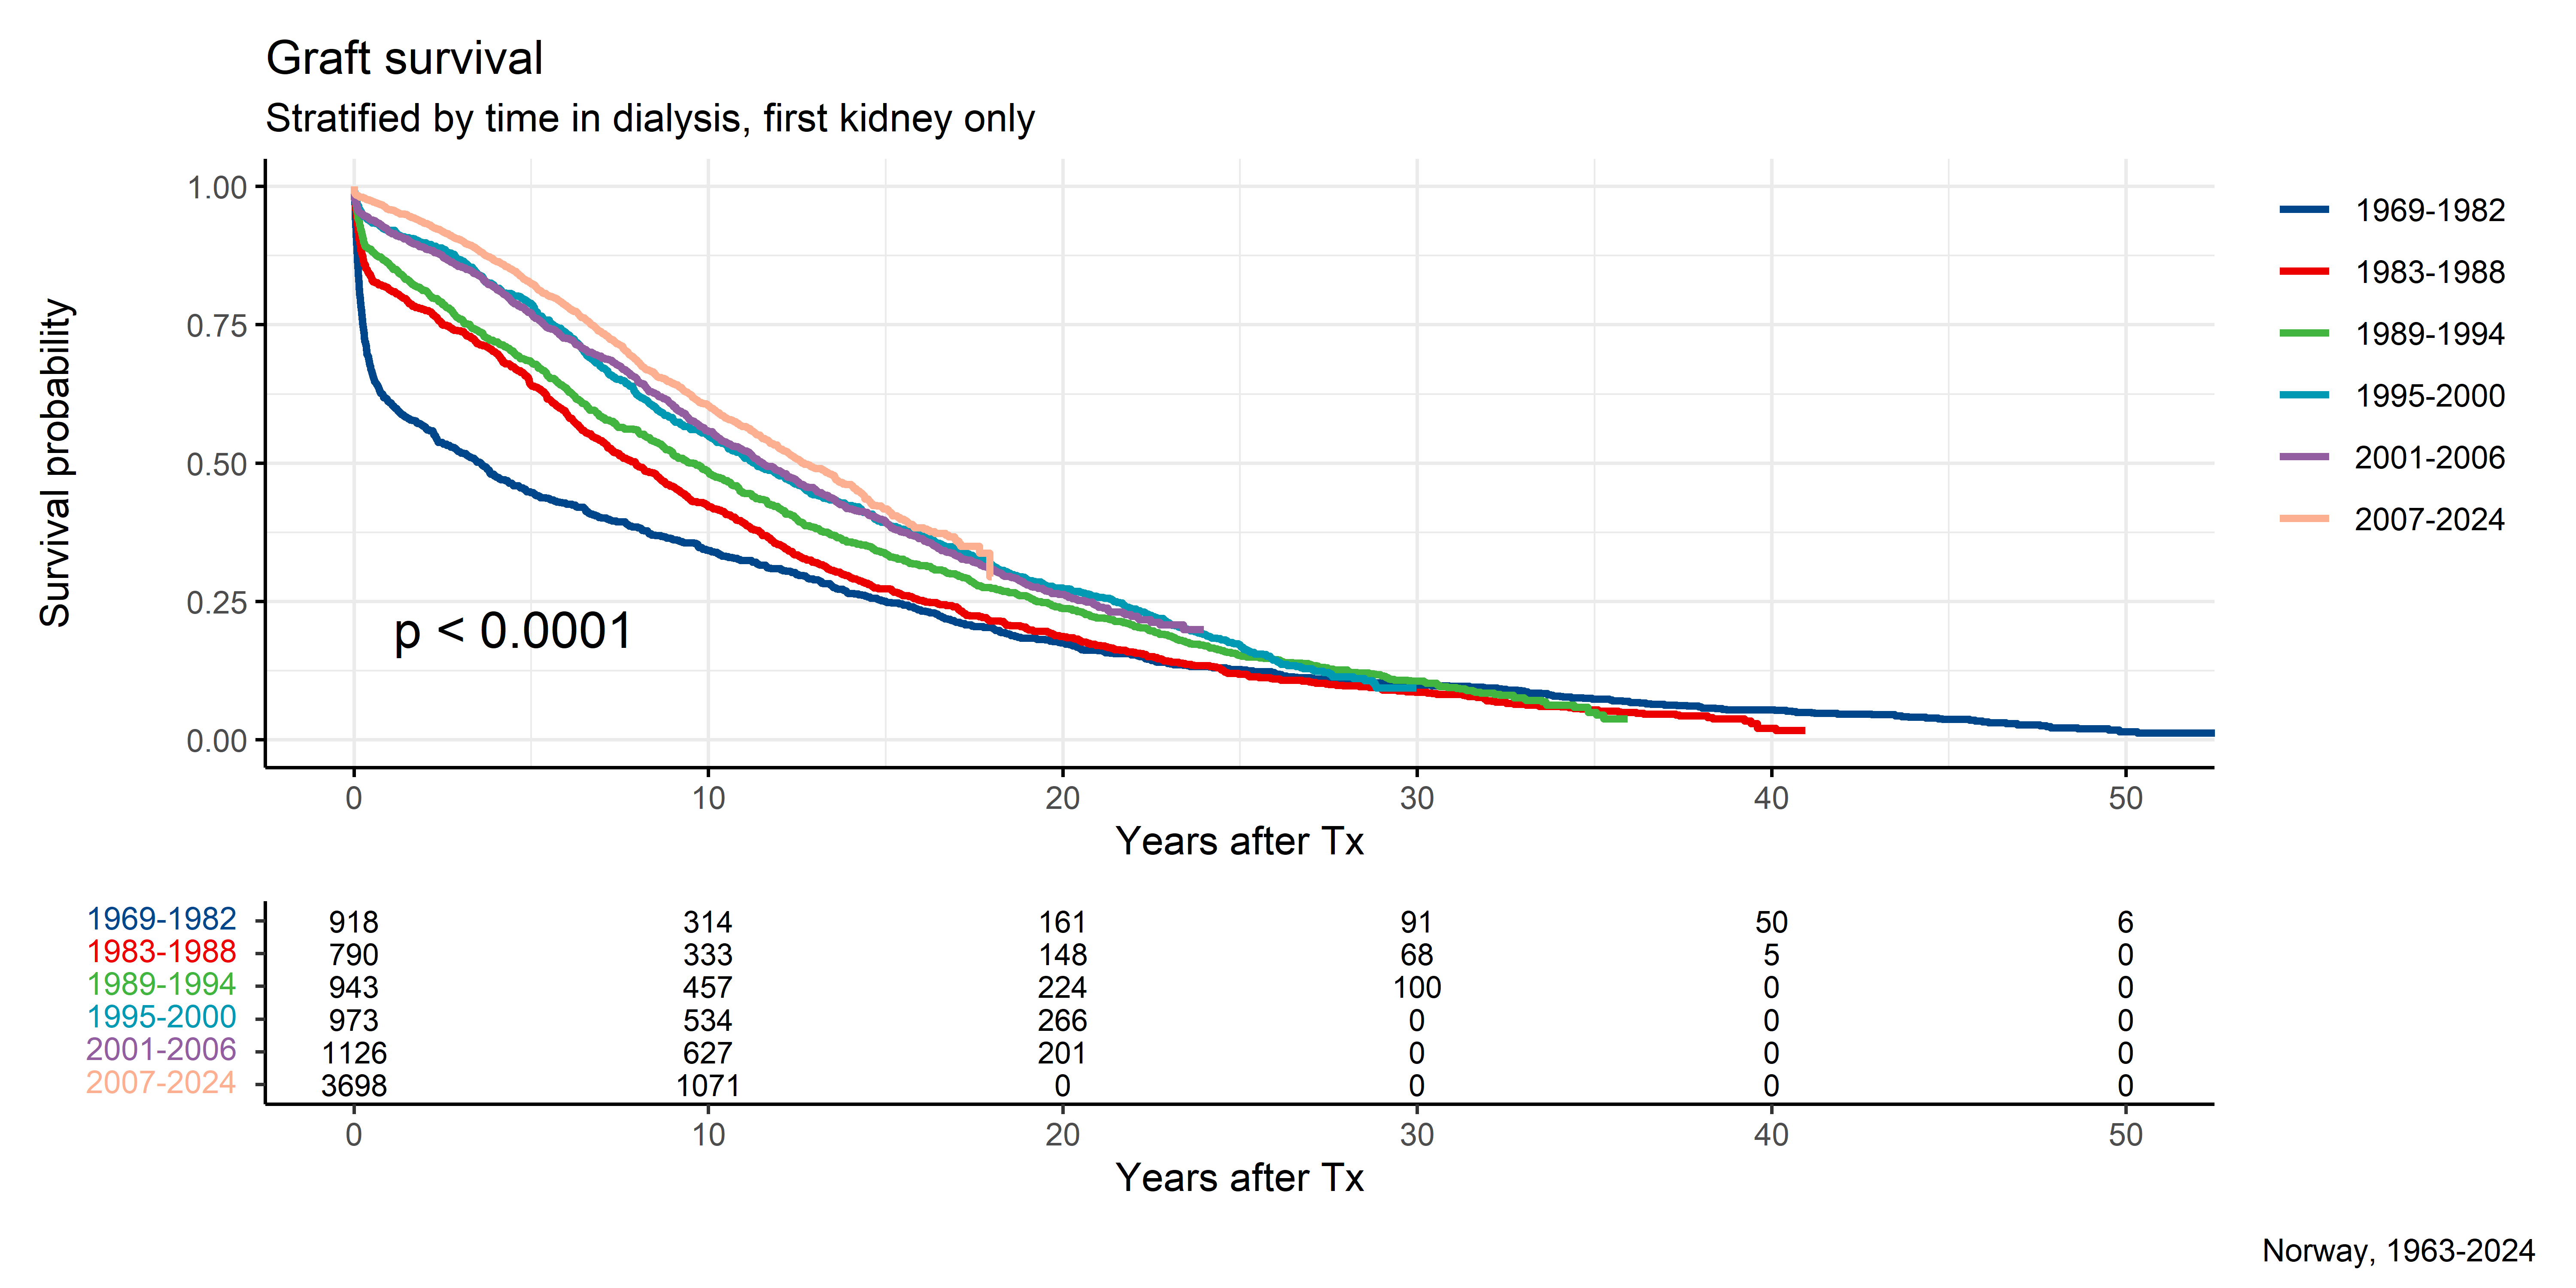 Graft survival
Stratified by time in dialysis, first kidney only
Survival probability
1.00
0.75
0.50
0.25
0.00
p < 0.0001
0 10 20 30 40 50
Years after Tx
1969-1982
1983-1988
1989-1994
1995-2000
2001-2006
2007-2024
1969-1982 918 314 161 91 50 6
1983-1988 790 333 148 68 5 0
1989-1994 943 457 224 100 0 0
1995-2000 973 534 266 0 0 0
2001-2006 1126 627 201 0 0 0
2007-2024 3698 1071 0 0 0 0
0 10 20 30 40 50
Years after Tx
Norway, 1963-2024